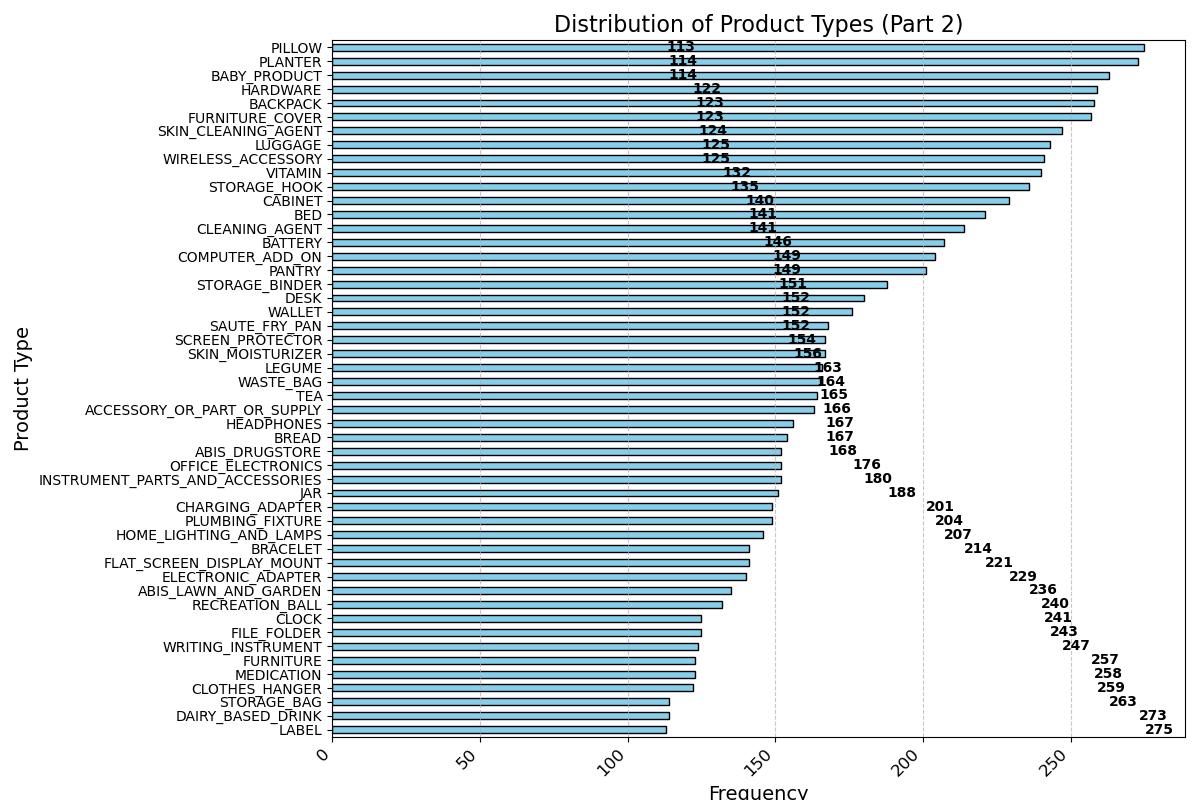 Distribution of Product Types (Part 2)
PILLOW 113
PLANTER 114
BABY_PRODUCT 114
HARDWARE 122
BACKPACK 123
FURNITURE_COVER 123
SKIN_CLEANING_AGENT 124
LUGGAGE 125
WIRELESS_ACCESSORY 125
VITAMIN 132
STORAGE_HOOK 135
CABINET 140
BED 141
CLEANING_AGENT 141
BATTERY 146
COMPUTER_ADD_ON 149
PANTRY 149
STORAGE_BINDER 151
DESK 152
WALLET 152
SAUTE_FRY_PAN 152
SCREEN_PROTECTOR 154
SKIN_MOISTURIZER 156
LEGUME 163
WASTE_BAG 164
TEA 165
ACCESSORY_OR_PART_OR_SUPPLY 166
HEADPHONES 167
BREAD 167
ABIS_DRUGSTORE 168
OFFICE_ELECTRONICS 176
INSTRUMENT_PARTS_AND_ACCESSORIES 180
JAR 188
CHARGING_ADAPTER 201
PLUMBING_FIXTURE 204
HOME_LIGHTING_AND_LAMPS 207
BRACELET 214
FLAT_SCREEN_DISPLAY_MOUNT 221
ELECTRONIC_ADAPTER 229
ABIS_LAWN_AND_GARDEN 236
RECREATION_BALL 240
CLOCK 241
FILE_FOLDER 243
WRITING_INSTRUMENT 247
FURNITURE 257
MEDICATION 258
CLOTHES_HANGER 259
STORAGE_BAG 263
DAIRY_BASED_DRINK 273
LABEL 275
Product Type
0 50 100 150 200 250
Frequency